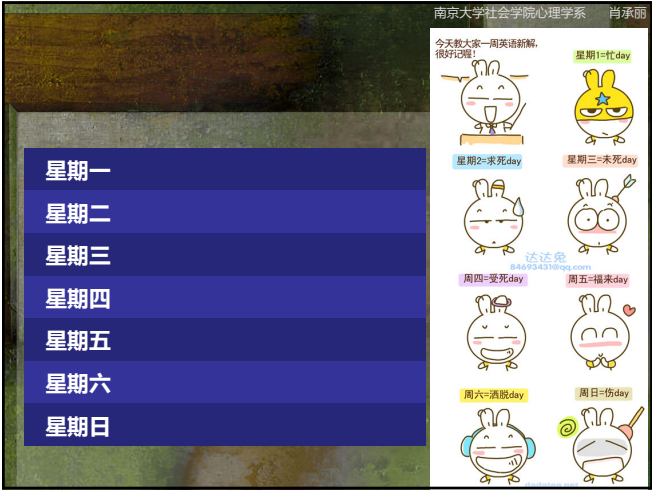 南京大学社会学院心理学系 肖承丽
星期一
星期二
星期三
星期四
星期五
星期六
星期日
今天教大家一周英语新解,
很好记喔!
星期1=忙day
星期2=求死day
星期三=未死day
达达兔
84693431@qq.com
周四=受死day
周五=福来day
周六=洒脱day
周日=伤day